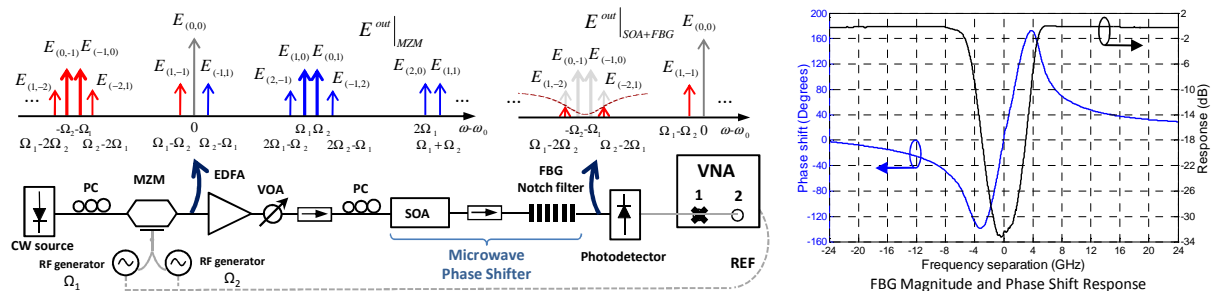 E(0,0)
E^out|MZM
E(0,-1) E(-1,0)
E(1,-2) E(-2,1)
E(1,-1) E(-1,1)
E(1,0) E(0,1)
E(2,-1) E(-1,2)
E(2,0) E(1,1)
... ...
-Ω2-Ω1
0
Ω1Ω2
2Ω1
ω-ω0
Ω1-2Ω2 Ω2-2Ω1
Ω1-Ω2 Ω2-Ω1
2Ω1-Ω2 2Ω2-Ω1
Ω1+Ω2
E^out|SOA+FBG
E(0,0)
E(0,-1) E(-1,0)
E(1,-2) E(-2,1)
E(1,-1)
...
-Ω2-Ω1
Ω1-Ω2 0
ω-ω0
Ω1-2Ω2 Ω2-2Ω1
CW source
PC
MZM
EDFA
VOA
PC
SOA
FBG
Notch filter
Microwave
Phase Shifter
Photodetector
VNA
1 2
REF
RF generator
Ω1
RF generator
Ω2
Phase shift (Degrees)
200
160
120
80
40
0
-40
-80
-120
-160
2
-2
-6
-10
-14
-18
-22
-26
-30
-34
Response (dB)
-24 -20 -16 -12 -8 -4 0 4 8 12 16 20 24
Frequency separation (GHz)
FBG Magnitude and Phase Shift Response